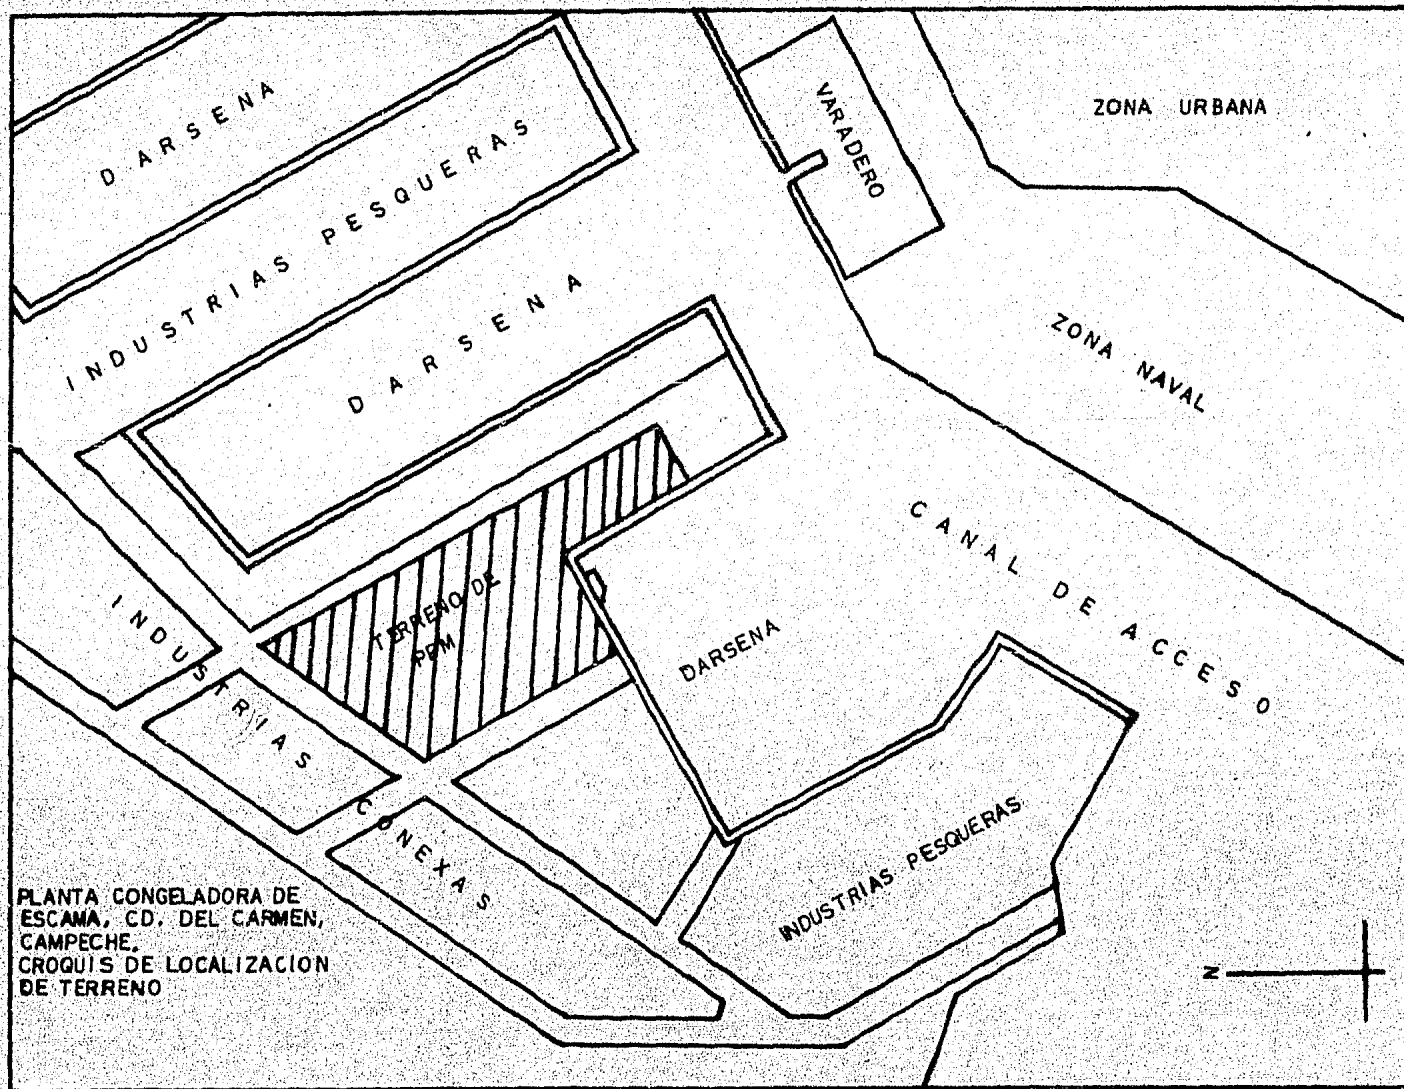 DARSENA
INDUSTRIAS PESQUERAS
VARADERO
ZONA URBANA
DARSENA
ZONA NAVAL
CANAL DE ACCESO
TERRENO DE
PPM
DARSENA
INDUSTRIAS CONEXAS
INDUSTRIAS PESQUERAS
PLANTA CONGELADORA DE
ESCAMA, CD. DEL CARMEN,
CAMPECHE.
CROQUIS DE LOCALIZACION
DE TERRENO
N